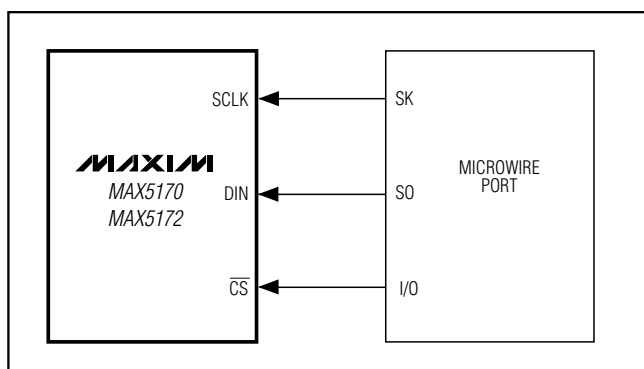 SCLK
SK
MAXIM
MAX5170
MAX5172
DIN
SO
MICROWIRE
PORT
CS
I/O